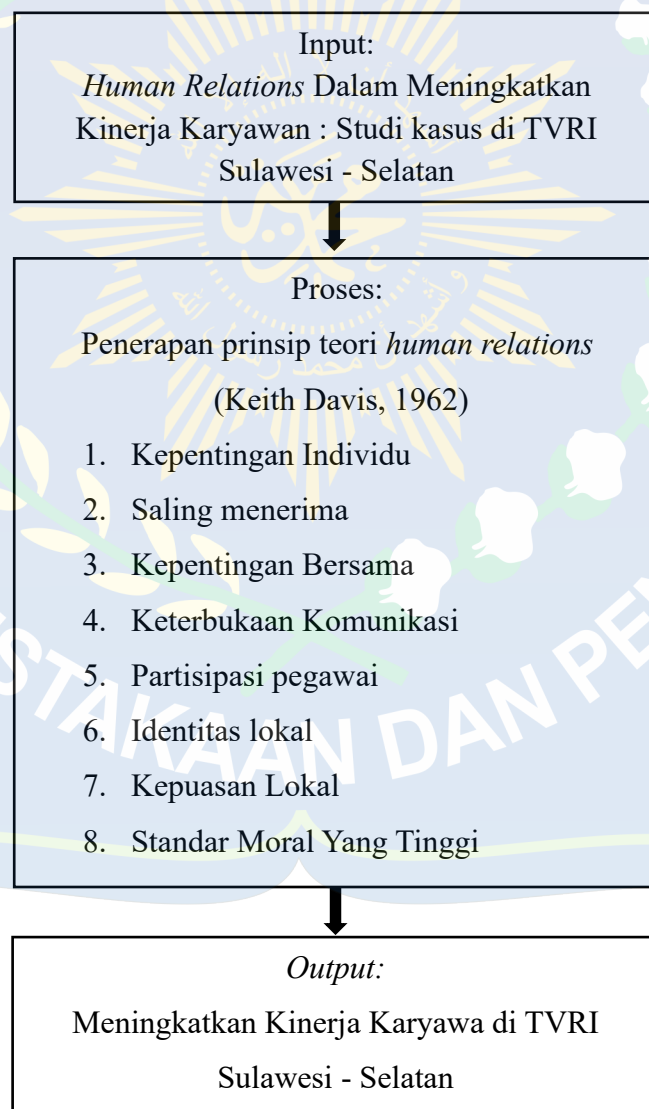 Input:
Human Relations Dalam Meningkatkan
Kinerja Karyawan : Studi kasus di TVRI
Sulawesi - Selatan
Proses:
Penerapan prinsip teori human relations
(Keith Davis, 1962)
1. Kepentingan Individu
2. Saling menerima
3. Kepentingan Bersama
4. Keterbukaan Komunikasi
5. Partisipasi pegawai
6. Identitas lokal
7. Kepuasan Lokal
8. Standar Moral Yang Tinggi
DAN
Output:
Meningkatkan Kinerja Karyawa di TVRI
Sulawesi - Selatan